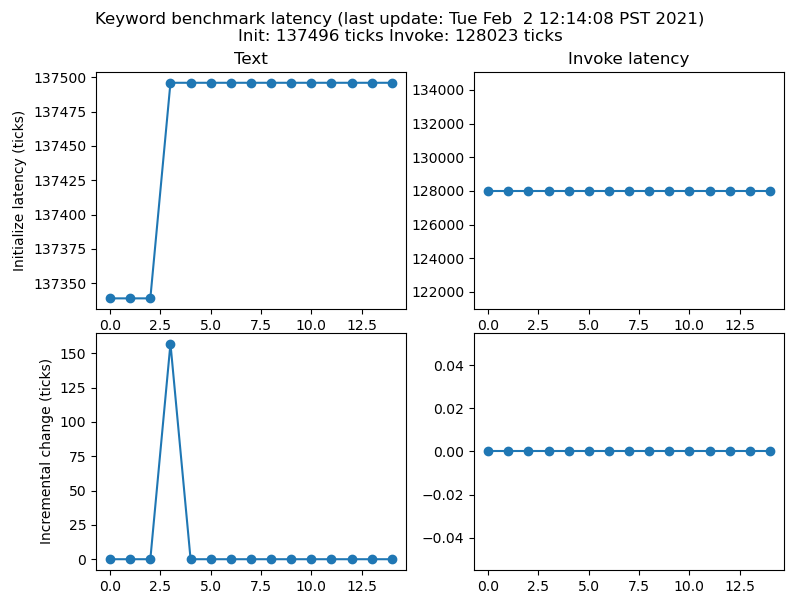 Keyword benchmark latency (last update: Tue Feb  2 12:14:08 PST 2021)
Init: 137496 ticks Invoke: 128023 ticks
Text
Initialize latency (ticks)
137500
137475
137450
137425
137400
137375
137350
0.0 2.5 5.0 7.5 10.0 12.5
Invoke latency
134000
132000
130000
128000
126000
124000
122000
0.0 2.5 5.0 7.5 10.0 12.5
Incremental change (ticks)
150
125
100
75
50
25
0
0.0 2.5 5.0 7.5 10.0 12.5
0.04
0.02
0.00
−0.02
−0.04
0.0 2.5 5.0 7.5 10.0 12.5